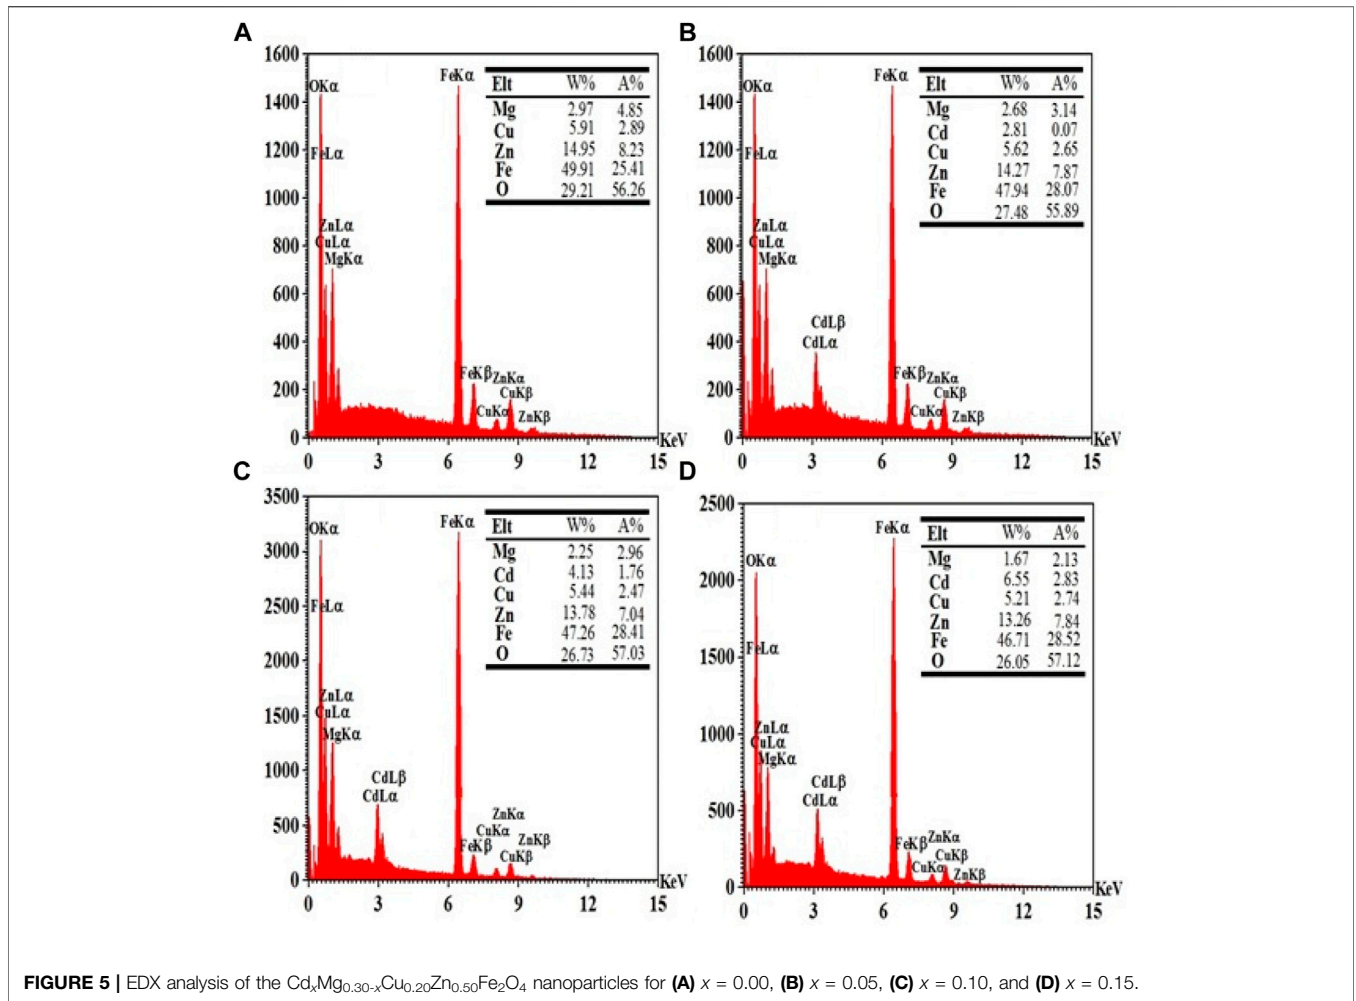 A
1600
1400
1200
1000
800
600
400
200
0
0 3 6 9 12 15
KeV
OKα
FeLα
ZnLα
CuLα
MgKα
FeKα
FeKβ
CuKα
ZnKα
CuKβ
ZnKβ
Elt W% A%
Mg 2.97 4.85
Cu 5.91 2.89
Zn 14.95 8.23
Fe 49.91 25.41
O 29.21 56.26
B
1600
1400
1200
1000
800
600
400
200
0
0 3 6 9 12 15
KeV
OKα
FeLα
ZnLα
CuLα
MgKα
CdLβ
CdLα
FeKα
FeKβ
CuKα
ZnKα
CuKβ
ZnKβ
Elt W% A%
Mg 2.68 3.14
Cd 2.81 0.07
Cu 5.62 2.65
Zn 14.27 7.87
Fe 47.94 28.07
O 27.48 55.89
C
3500
3000
2500
2000
1500
1000
500
0
0 3 6 9 12 15
KeV
OKα
FeLα
ZnLα
CuLα
MgKα
CdLβ
CdLα
FeKα
FeKβ
CuKα
ZnKα
CuKβ
ZnKβ
Elt W% A%
Mg 2.25 2.96
Cd 4.13 1.76
Cu 5.44 2.47
Zn 13.78 7.04
Fe 47.26 28.41
O 26.73 57.03
D
2500
2000
1500
1000
500
0
0 3 6 9 12 15
KeV
OKα
FeLα
ZnLα
CuLα
MgKα
CdLβ
CdLα
FeKα
FeKβ
CuKα
ZnKα
CuKβ
ZnKβ
Elt W% A%
Mg 1.67 2.13
Cd 6.55 2.83
Cu 5.21 2.74
Zn 13.26 7.84
Fe 46.71 28.52
O 26.05 57.12
FIGURE 5 | EDX analysis of the CdₓMg₀.₃₀₋ₓCu₀.₂₀Zn₀.₅₀Fe₂O₄ nanoparticles for (A) x = 0.00, (B) x = 0.05, (C) x = 0.10, and (D) x = 0.15.